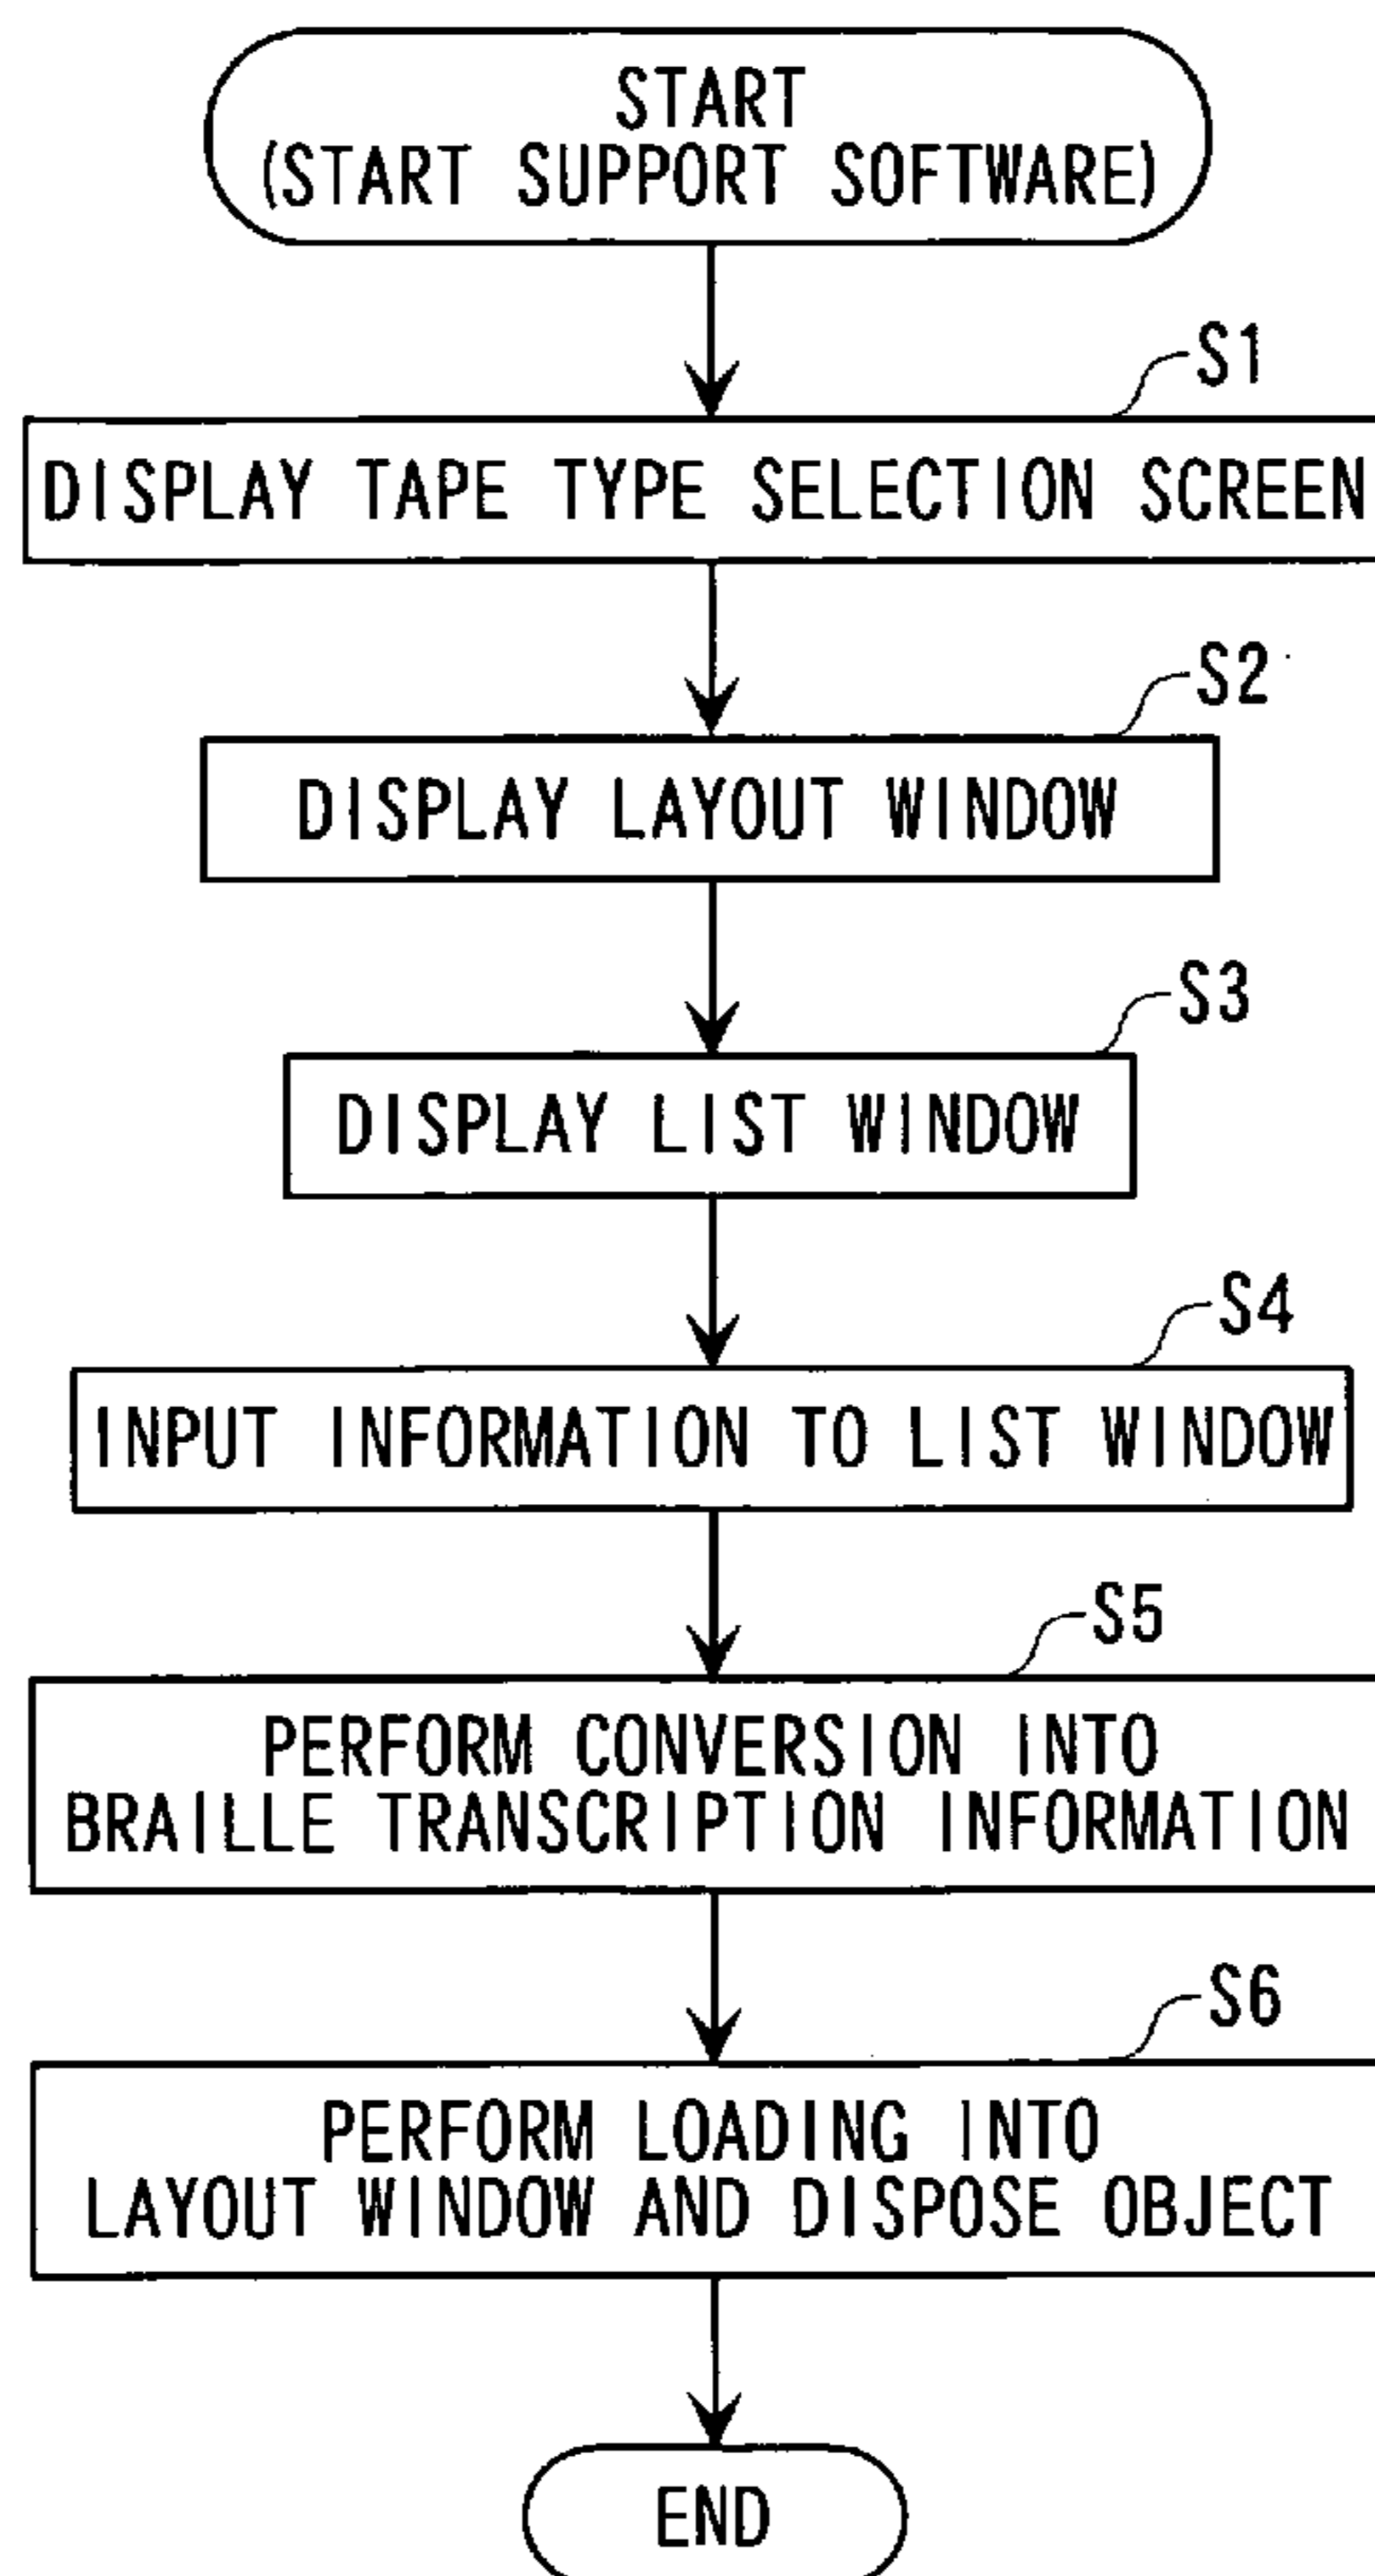 START
(START SUPPORT SOFTWARE)
S1
DISPLAY TAPE TYPE SELECTION SCREEN
S2
DISPLAY LAYOUT WINDOW
S3
DISPLAY LIST WINDOW
S4
INPUT INFORMATION TO LIST WINDOW
S5
PERFORM CONVERSION INTO
BRAILLE TRANSCRIPTION INFORMATION
S6
PERFORM LOADING INTO
LAYOUT WINDOW AND DISPOSE OBJECT
END